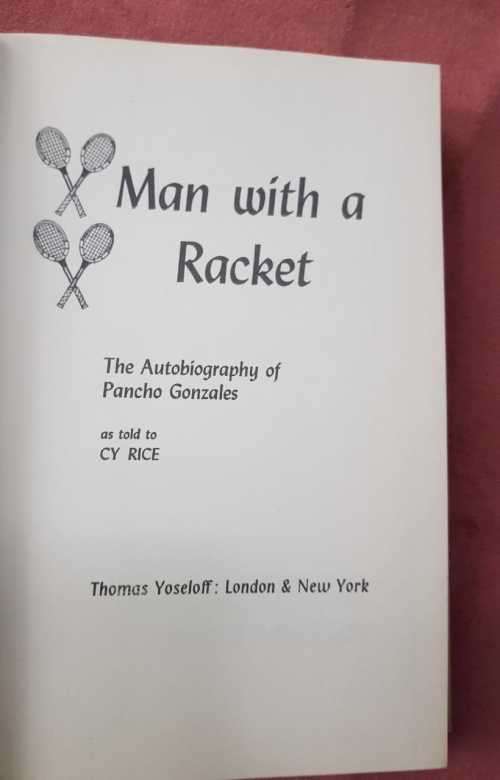 Man with a
Racket
The Autobiography of
Pancho Gonzales
as told to
CY RICE
Thomas Yoseloff: London & New York